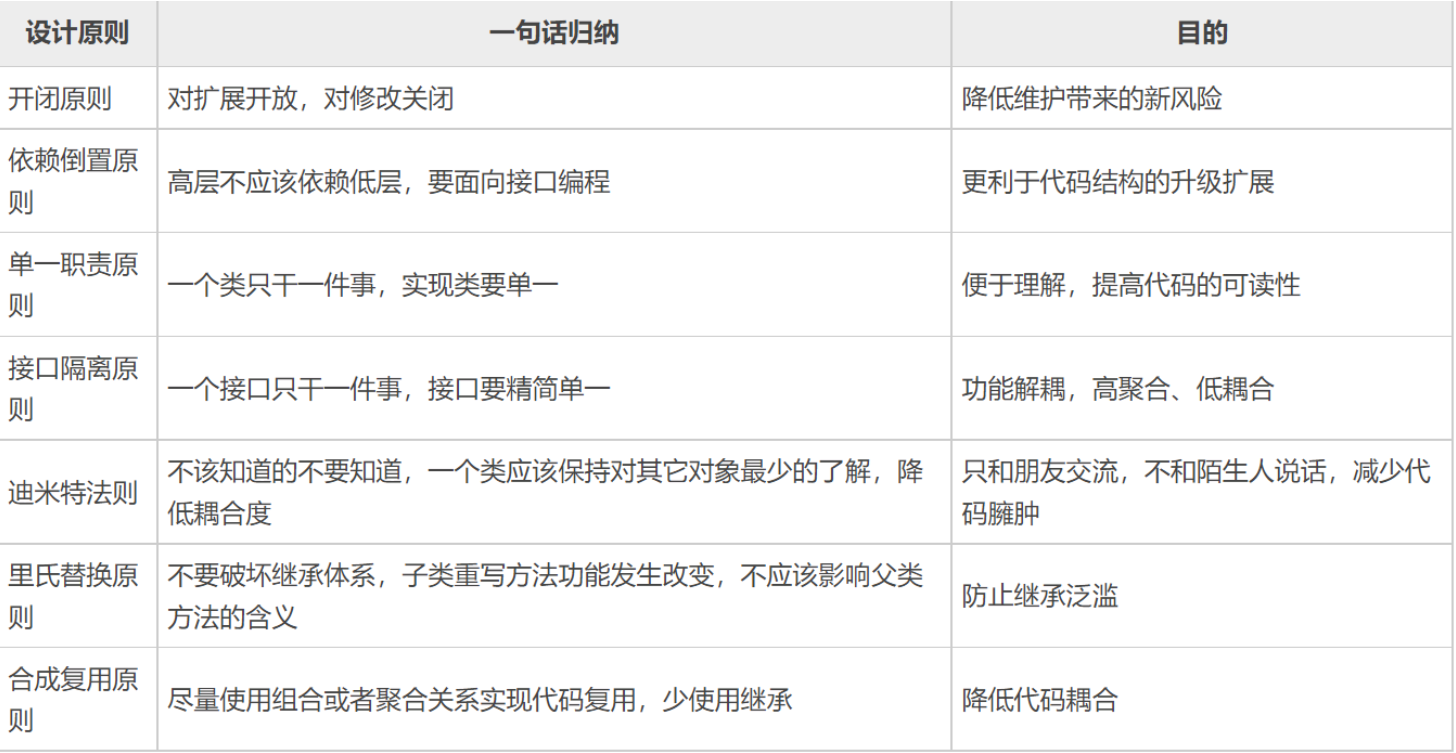 设计原则
一句话归纳
目的
开闭原则
对扩展开放，对修改关闭
降低维护带来的新风险
依赖倒置原
则
高层不应该依赖低层，要面向接口编程
更利于代码结构的升级扩展
单一职责原
则
一个类只干一件事，实现类要单一
便于理解，提高代码的可读性
接口隔离原
则
一个接口只干一件事，接口要精简单一
功能解耦，高聚合、低耦合
迪米特法则
不该知道的不要知道，一个类应该保持对其它对象最少的了解，降
低耦合度
只和朋友交流，不和陌生人说话，减少代
码臃肿
里氏替换原
则
不要破坏继承体系，子类重写方法功能发生改变，不应该影响父类
方法的含义
防止继承泛滥
合成复用原
则
尽量使用组合或者聚合关系实现代码复用，少使用继承
降低代码耦合